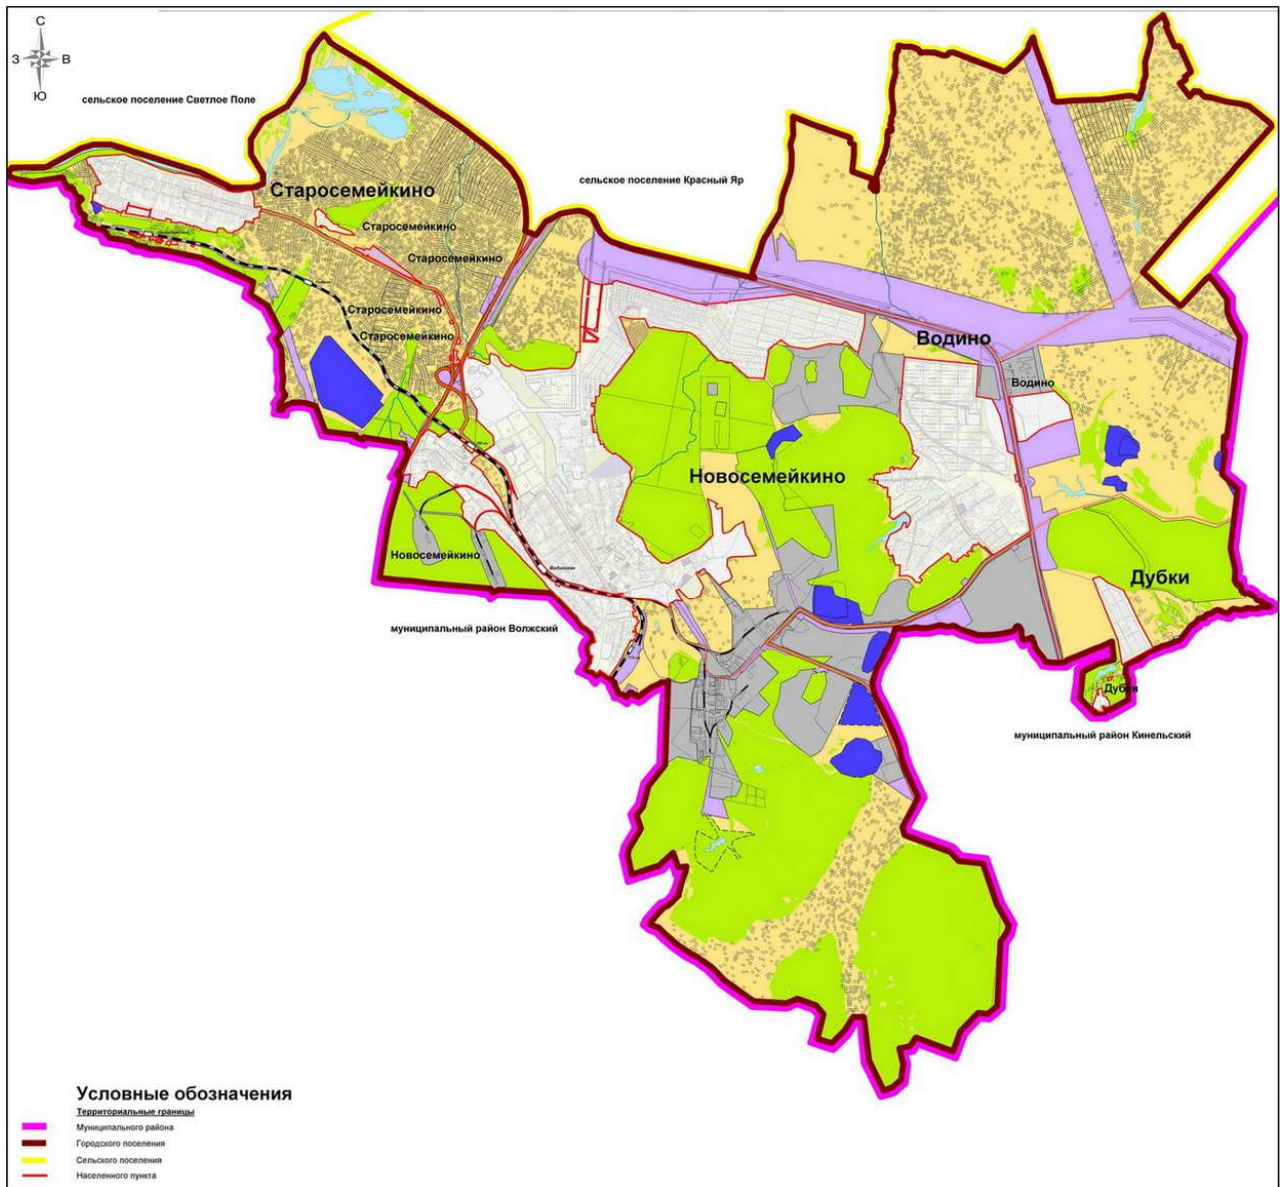 С
З В
Ю
сельское поселение Светлое Поле
сельское поселение Красный Яр
Старосемейкино
Старосемейкино
Старосемейкино
Старосемейкино
Старосемейкино
Водино
Водино
Новосемейкино
Новосемейкино
Дубки
муниципальный район Волжский
Дубки
муниципальный район Кинельский
Условные обозначения
Территориальные границы
Муниципального района
Городского поселения
Сельского поселения
Населенного пункта